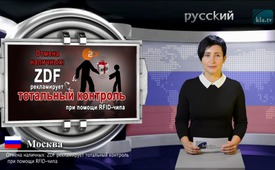 русский
kla.tv
Отмена
наличных:
ZDF
рекламирует
тотальный контроль
при помощи RFID-чипа
Москва
Отмена наличных: ZDF рекламирует тотальный контроль
при помощи RFID-чипа